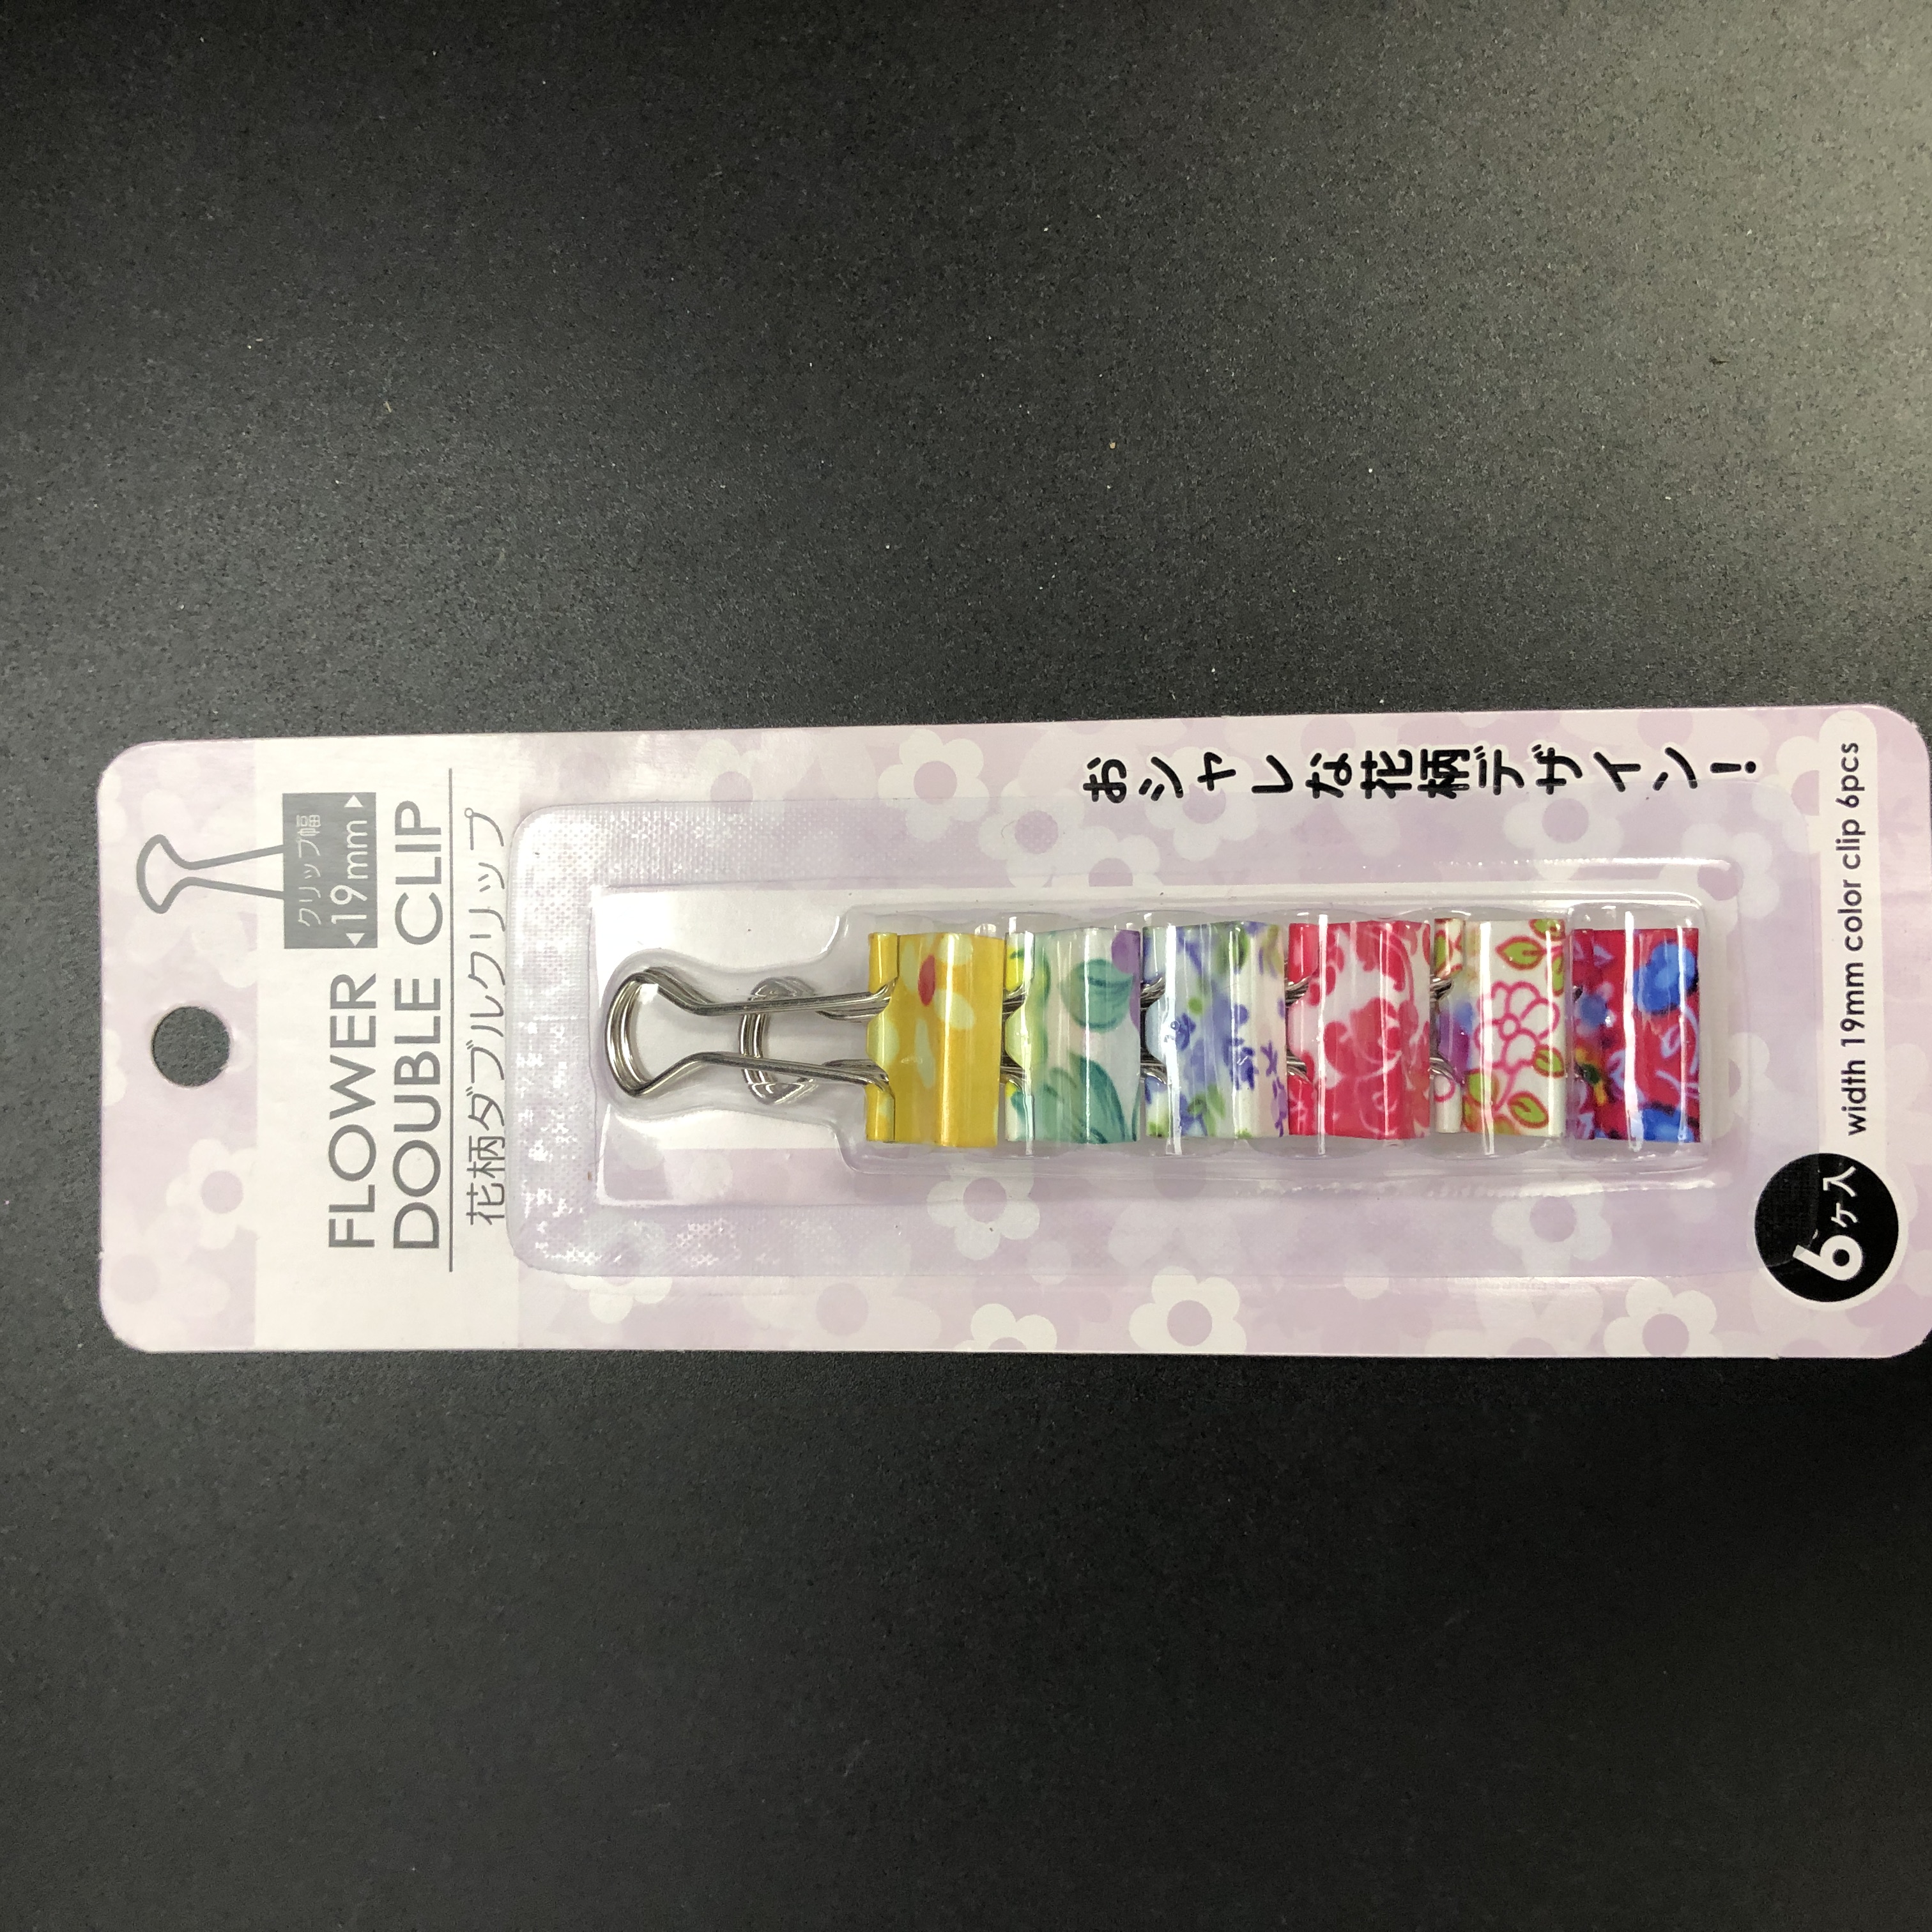 クリップ幅
19mm
FLOWER
DOUBLE CLIP
花柄ダブルクリップ
おシャレな花柄デザイン!
6ヶ入
width 19mm color clip 6pcs